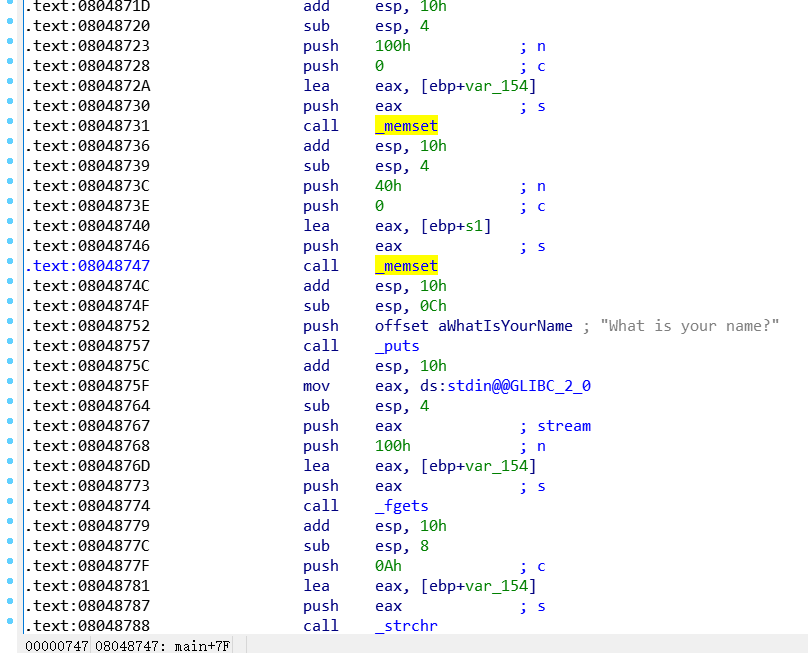 .text:0804871D add esp, 10h
.text:08048720 sub esp, 4
.text:08048723 push 100h ; n
.text:08048728 push 0 ; c
.text:0804872A lea eax, [ebp+var_154]
.text:08048730 push eax ; s
.text:08048731 call _memset
.text:08048736 add esp, 10h
.text:08048739 sub esp, 4
.text:0804873C push 40h ; n
.text:0804873E push 0 ; c
.text:08048740 lea eax, [ebp+s1]
.text:08048746 push eax ; s
.text:08048747 call _memset
.text:0804874C add esp, 10h
.text:0804874F sub esp, 0Ch
.text:08048752 push offset aWhatIsYourName ; "What is your name?"
.text:08048757 call _puts
.text:0804875C add esp, 10h
.text:0804875F mov eax, ds:stdin@@GLIBC_2_0
.text:08048764 sub esp, 4
.text:08048767 push eax ; stream
.text:08048768 push 100h ; n
.text:0804876D lea eax, [ebp+var_154]
.text:08048773 push eax ; s
.text:08048774 call _fgets
.text:08048779 add esp, 10h
.text:0804877C sub esp, 8
.text:0804877F push 0Ah ; c
.text:08048781 lea eax, [ebp+var_154]
.text:08048787 push eax ; s
.text:08048788 call _strchr
00000747 08048747: main+7F